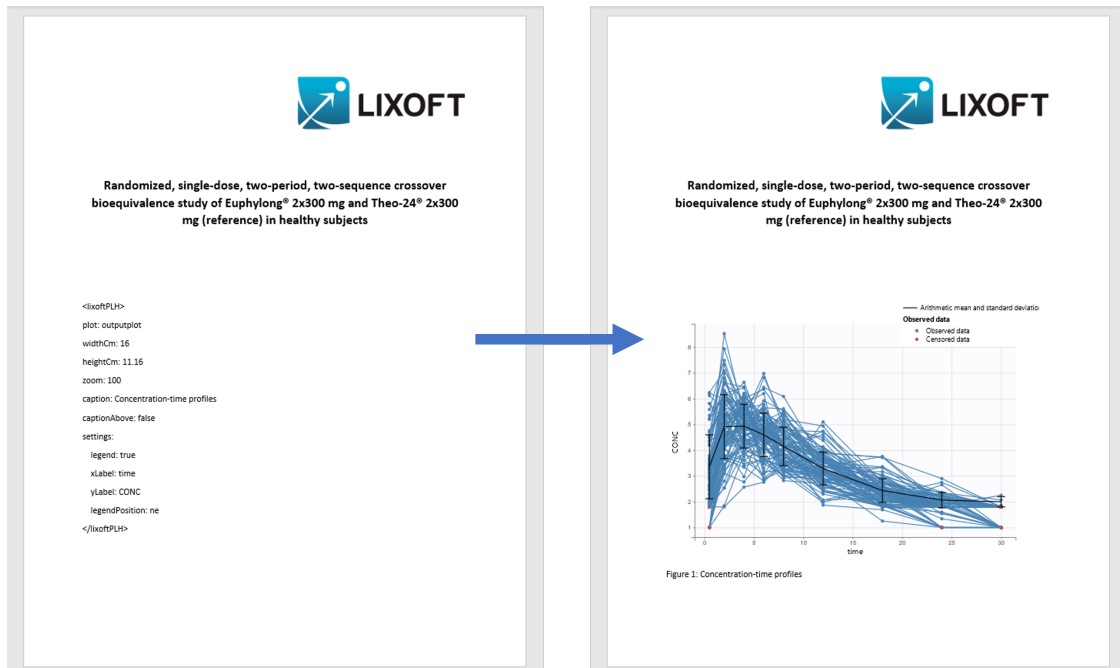 LIXOFT
Randomized, single-dose, two-period, two-sequence crossover
bioequivalence study of Euphylong® 2x300 mg and Theo-24® 2x300
mg (reference) in healthy subjects
<lixoftPLH>
plot: outputplot
widthCm: 16
heightCm: 11.16
zoom: 100
caption: Concentration-time profiles
captionAbove: false
settings:
legend: true
xLabel: time
yLabel: CONC
legendPosition: ne
</lixoftPLH>
LIXOFT
Randomized, single-dose, two-period, two-sequence crossover
bioequivalence study of Euphylong® 2x300 mg and Theo-24® 2x300
mg (reference) in healthy subjects
Arithmetic mean and standard deviatio
Observed data
Observed data
Censored data
8
7
6
5
4
3
2
1
CONC
0 5 10 15 20 25 30
time
Figure 1: Concentration-time profiles